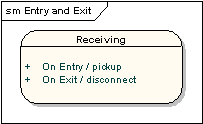 sm Entry and Exit
Receiving
+ On Entry / pickup
+ On Exit / disconnect